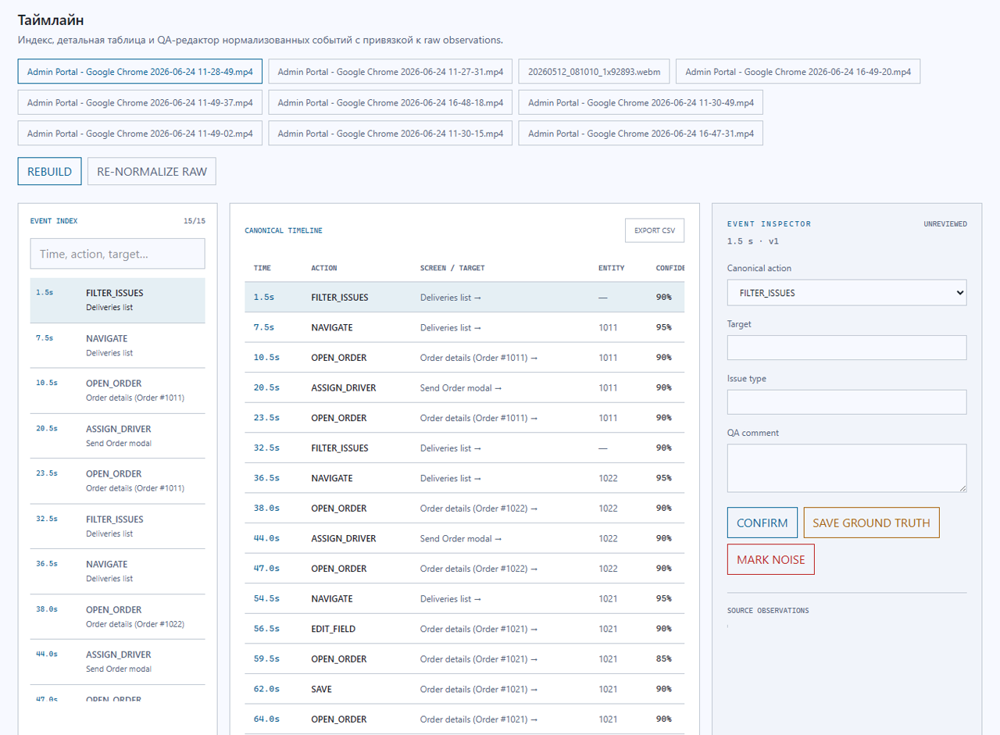 Таймлайн
Индекс, детальная таблица и QA-редактор нормализованных событий с привязкой к raw observations.
Admin Portal - Google Chrome 2026-06-24 11-28-49.mp4 Admin Portal - Google Chrome 2026-06-24 11-27-31.mp4 20260512_081010_1x92893.webm Admin Portal - Google Chrome 2026-06-24 16-49-20.mp4
Admin Portal - Google Chrome 2026-06-24 11-49-37.mp4 Admin Portal - Google Chrome 2026-06-24 16-48-18.mp4 Admin Portal - Google Chrome 2026-06-24 11-30-49.mp4
Admin Portal - Google Chrome 2026-06-24 11-49-02.mp4 Admin Portal - Google Chrome 2026-06-24 11-30-15.mp4 Admin Portal - Google Chrome 2026-06-24 16-47-31.mp4
REBUILD RE-NORMALIZE RAW
EVENT INDEX 15/15
Time, action, target...
1.5s FILTER_ISSUES
Deliveries list
7.5s NAVIGATE
Deliveries list
10.5s OPEN_ORDER
Order details (Order #1011)
20.5s ASSIGN_DRIVER
Send Order modal
23.5s OPEN_ORDER
Order details (Order #1011)
32.5s FILTER_ISSUES
Deliveries list
36.5s NAVIGATE
Deliveries list
38.0s OPEN_ORDER
Order details (Order #1022)
44.0s ASSIGN_DRIVER
Send Order modal
47.0s OPEN_ORDER
CANONICAL TIMELINE EXPORT CSV
TIME ACTION SCREEN / TARGET ENTITY CONFIDE
1.5s FILTER_ISSUES Deliveries list → — 90%
7.5s NAVIGATE Deliveries list → 1011 95%
10.5s OPEN_ORDER Order details (Order #1011) → 1011 90%
20.5s ASSIGN_DRIVER Send Order modal → 1011 90%
23.5s OPEN_ORDER Order details (Order #1011) → 1011 90%
32.5s FILTER_ISSUES Deliveries list → — 90%
36.5s NAVIGATE Deliveries list → 1022 95%
38.0s OPEN_ORDER Order details (Order #1022) → 1022 90%
44.0s ASSIGN_DRIVER Send Order modal → 1022 90%
47.0s OPEN_ORDER Order details (Order #1022) → 1022 90%
54.5s NAVIGATE Deliveries list → 1021 95%
56.5s EDIT_FIELD Order details (Order #1021) → 1021 90%
59.5s OPEN_ORDER Order details (Order #1021) → 1021 85%
62.0s SAVE Order details (Order #1021) → 1021 90%
64.0s OPEN_ORDER Order details (Order #1021) → 1021 90%
EVENT INSPECTOR UNREVIEWED
1.5 s · v1
Canonical action
FILTER_ISSUES
Target
Issue type
QA comment
CONFIRM SAVE GROUND TRUTH
MARK NOISE
SOURCE OBSERVATIONS